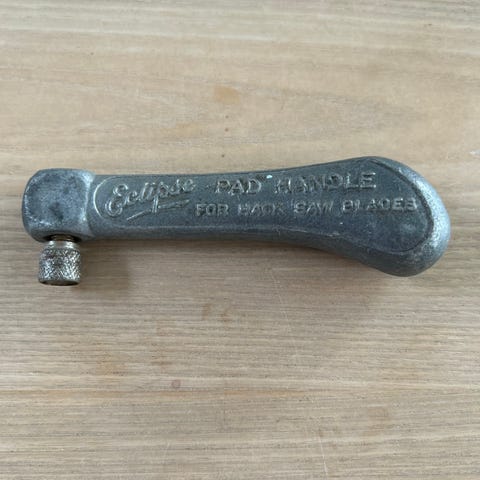 Eclipse PAD HANDLE
FOR HACK SAW BLADES